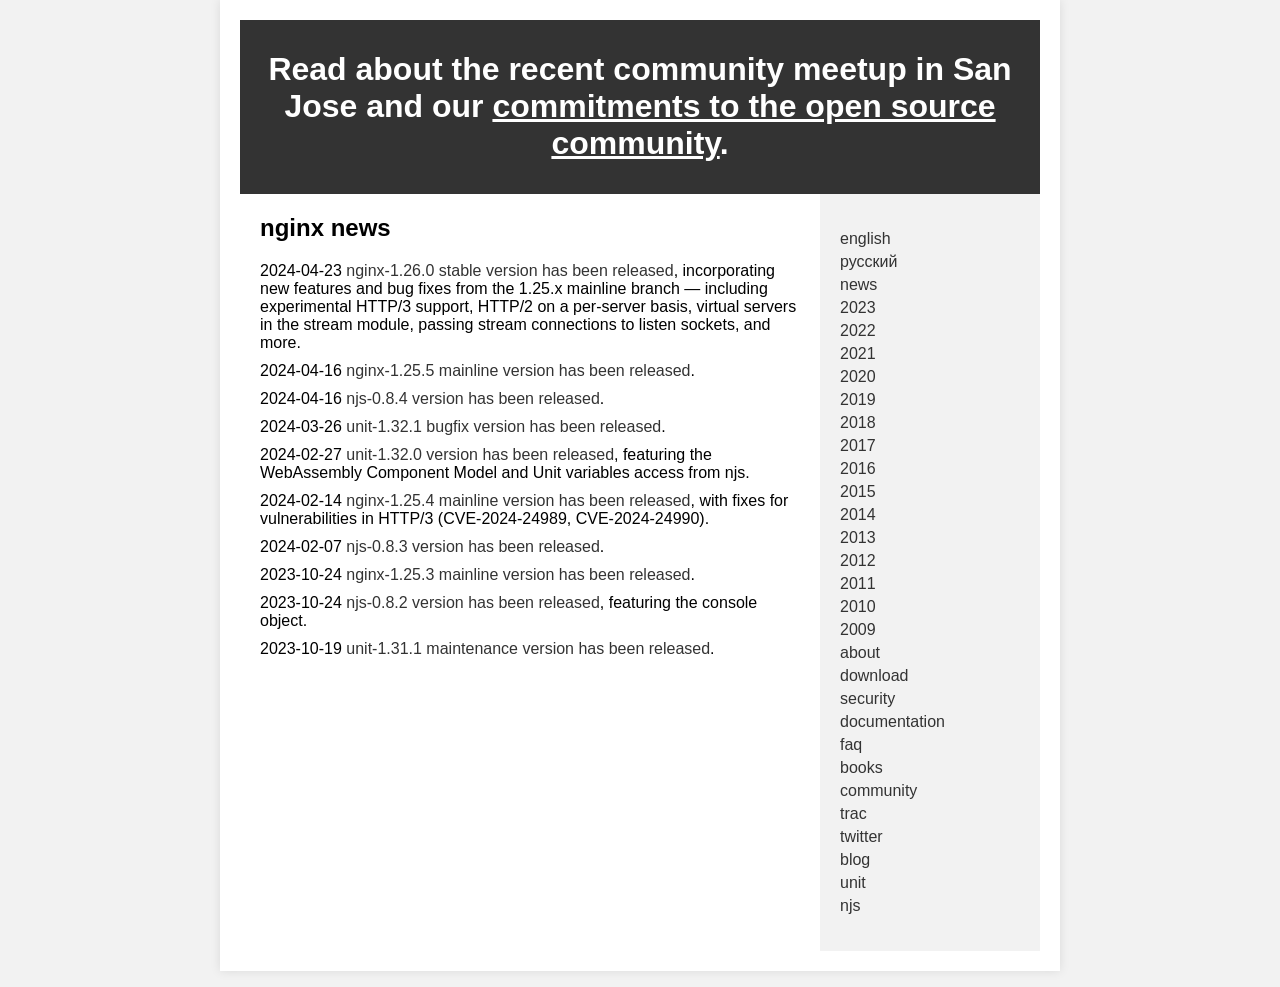 Read about the recent community meetup in San
Jose and our commitments to the open source
community.
nginx news
2024-04-23 nginx-1.26.0 stable version has been released, incorporating
new features and bug fixes from the 1.25.x mainline branch — including
experimental HTTP/3 support, HTTP/2 on a per-server basis, virtual servers
in the stream module, passing stream connections to listen sockets, and
more.
2024-04-16 nginx-1.25.5 mainline version has been released.
2024-04-16 njs-0.8.4 version has been released.
2024-03-26 unit-1.32.1 bugfix version has been released.
2024-02-27 unit-1.32.0 version has been released, featuring the
WebAssembly Component Model and Unit variables access from njs.
2024-02-14 nginx-1.25.4 mainline version has been released, with fixes for
vulnerabilities in HTTP/3 (CVE-2024-24989, CVE-2024-24990).
2024-02-07 njs-0.8.3 version has been released.
2023-10-24 nginx-1.25.3 mainline version has been released.
2023-10-24 njs-0.8.2 version has been released, featuring the console
object.
2023-10-19 unit-1.31.1 maintenance version has been released.
english
русский
news
2023
2022
2021
2020
2019
2018
2017
2016
2015
2014
2013
2012
2011
2010
2009
about
download
security
documentation
faq
books
community
trac
twitter
blog
unit
njs